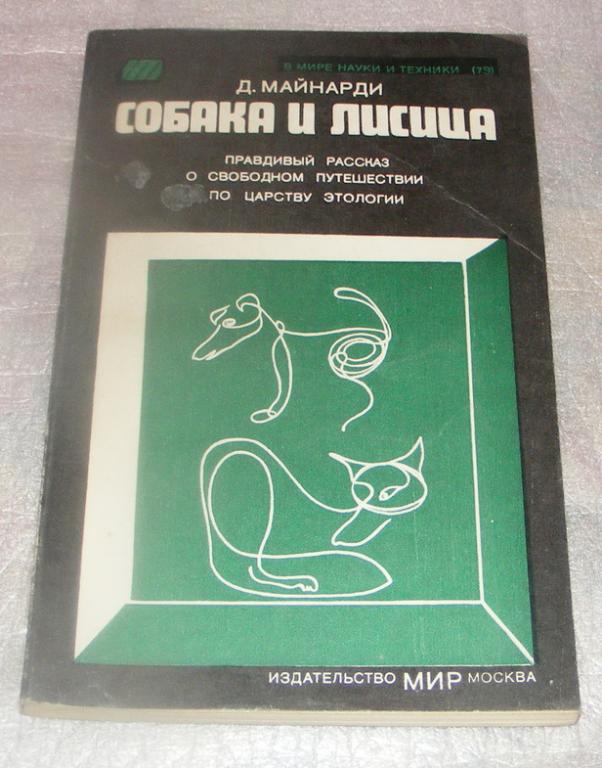 В МИРЕ НАУКИ И ТЕХНИКИ (79)
Д. МАЙНАРДИ
СОБАКА И ЛИСИЦА
ПРАВДИВЫЙ РАССКАЗ
О СВОБОДНОМ ПУТЕШЕСТВИИ
ПО ЦАРСТВУ ЭТОЛОГИИ
ИЗДАТЕЛЬСТВО МИР МОСКВА